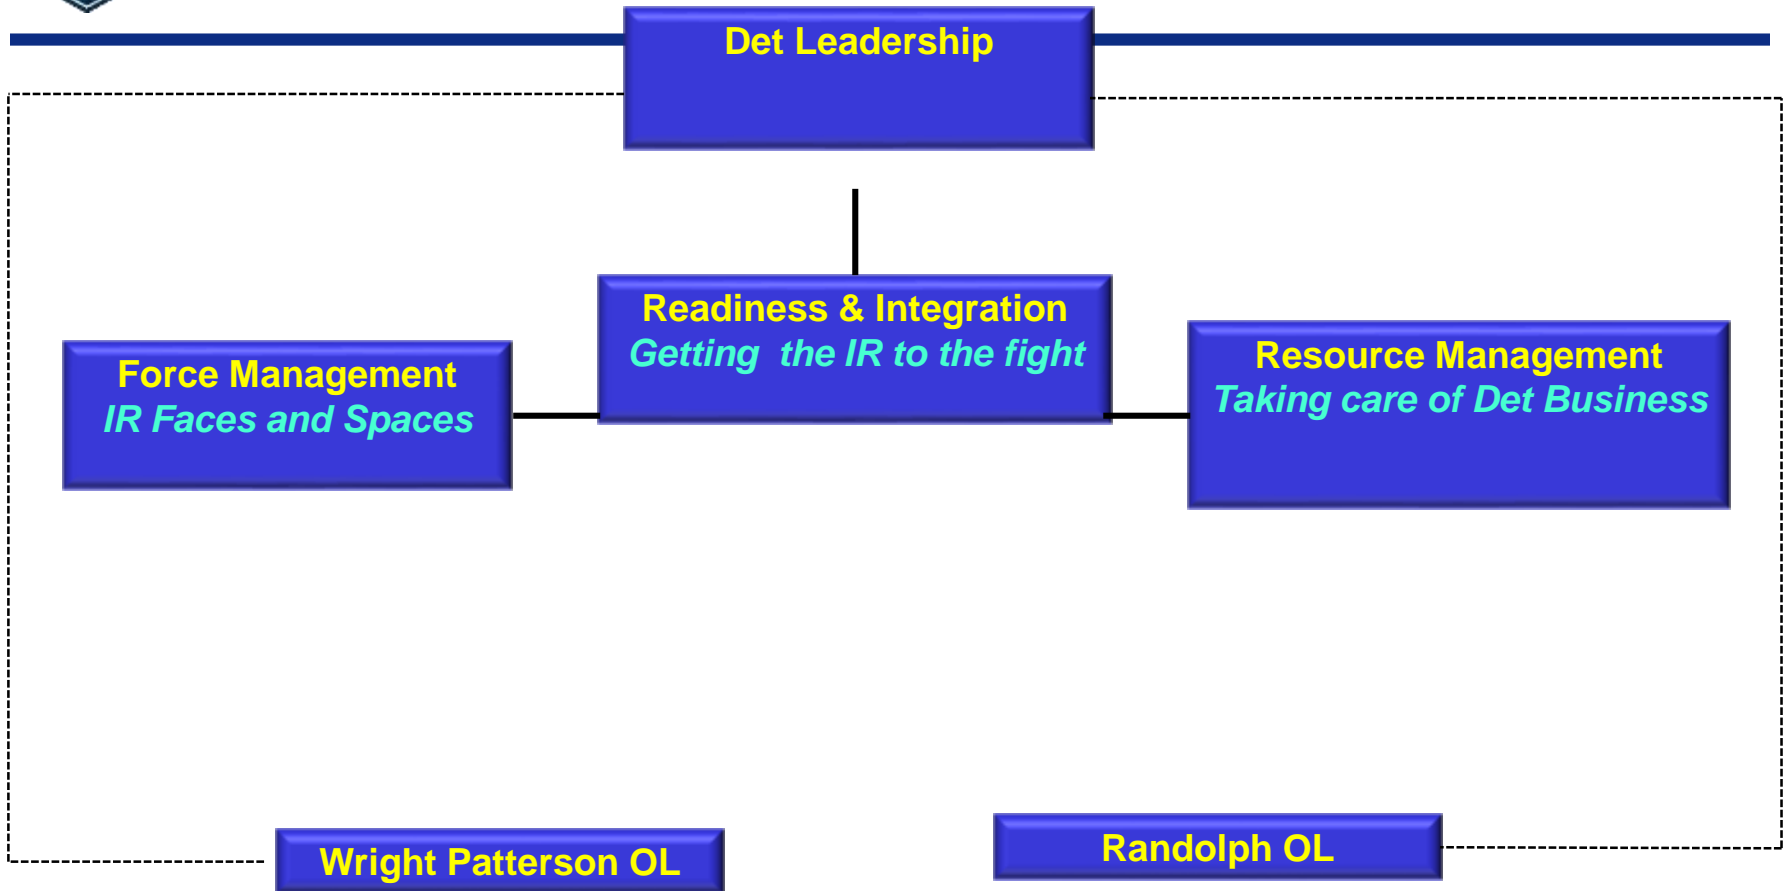 Det Leadership
Readiness & Integration
Getting the IR to the fight
Force Management
IR Faces and Spaces
Resource Management
Taking care of Det Business
Wright Patterson OL
Randolph OL